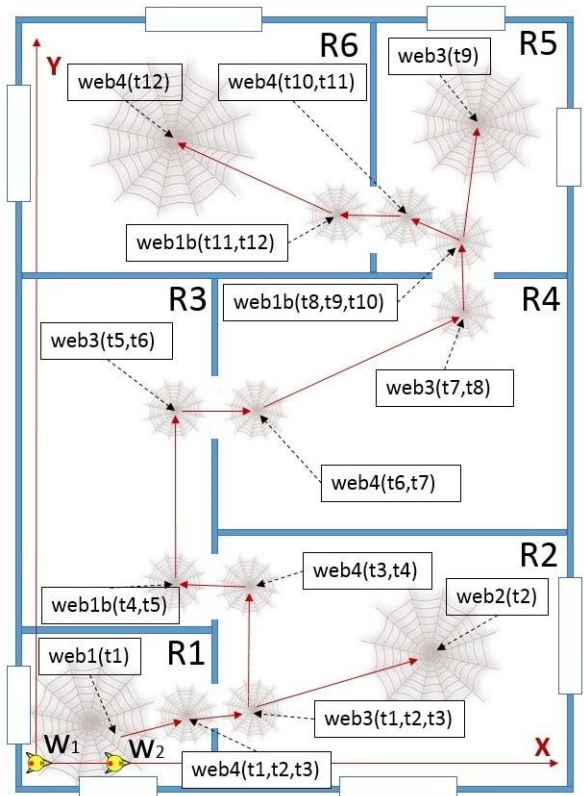 R6
R5
Y
web3(t9)
web4(t12)
web4(t10,t11)
web1b(t11,t12)
R3
web1b(t8,t9,t10)
R4
web3(t5,t6)
web3(t7,t8)
web4(t6,t7)
R2
web4(t3,t4)
web1b(t4,t5)
web2(t2)
web1(t1)
R1
web3(t1,t2,t3)
W1
W2
X
web4(t1,t2,t3)